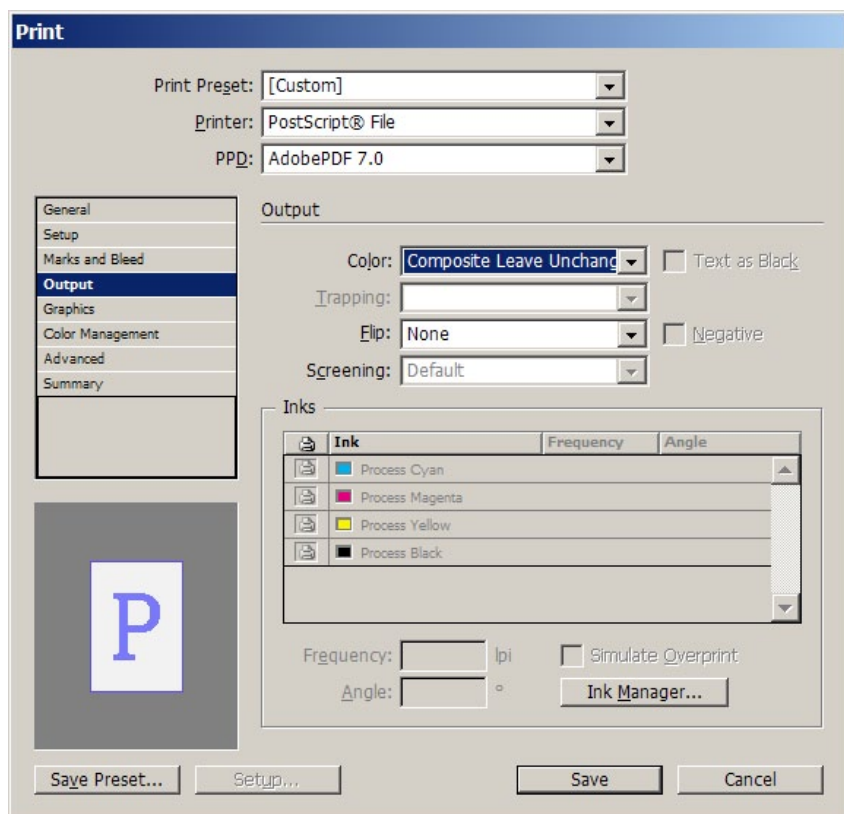 Print
Print Preset: [Custom]
Printer: PostScript® File
PPD: AdobePDF 7.0
General
Setup
Marks and Bleed
Output
Graphics
Color Management
Advanced
Summary
Output
Color: Composite Leave Unchang Text as Black
Trapping:
Flip: None Negative
Screening: Default
Inks
Ink Frequency Angle
Process Cyan
Process Magenta
Process Yellow
Process Black
Frequency: lpi Simulate Overprint
Angle: ° Ink Manager...
P
Save Preset... Setup... Save Cancel